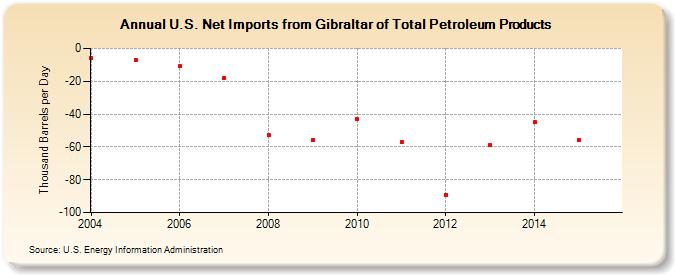 Annual U.S. Net Imports from Gibraltar of Total Petroleum Products
Thousand Barrels per Day
0
-20
-40
-60
-80
-100
2004 2006 2008 2010 2012 2014
Source: U.S. Energy Information Administration